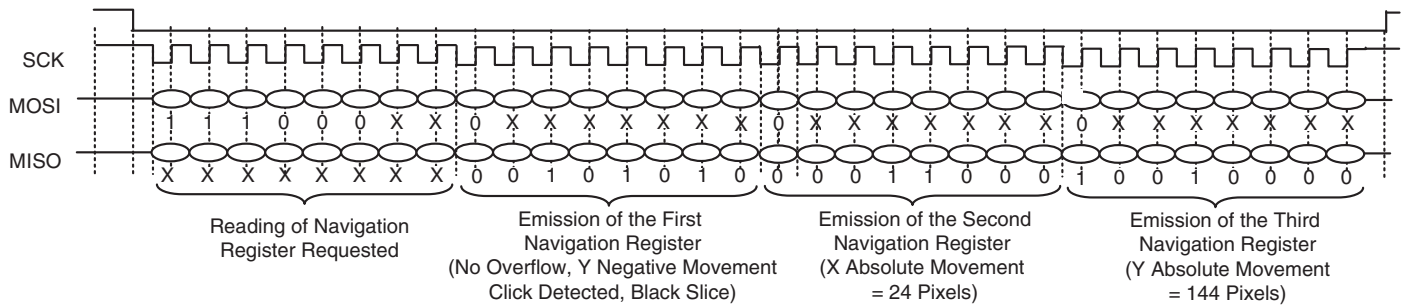 SCK
MOSI
1 1 1 0 0 0 X X 0 X X X X X X X 0 X X X X X X X 0 X X X X X X X
MISO
X X X X X X X X 0 0 1 0 1 0 1 0 0 0 0 1 1 0 0 0 1 0 0 1 0 0 0 0
Reading of Navigation
Register Requested
Emission of the First
Navigation Register
(No Overflow, Y Negative Movement
Click Detected, Black Slice)
Emission of the Second
Navigation Register
(X Absolute Movement
= 24 Pixels)
Emission of the Third
Navigation Register
(Y Absolute Movement
= 144 Pixels)